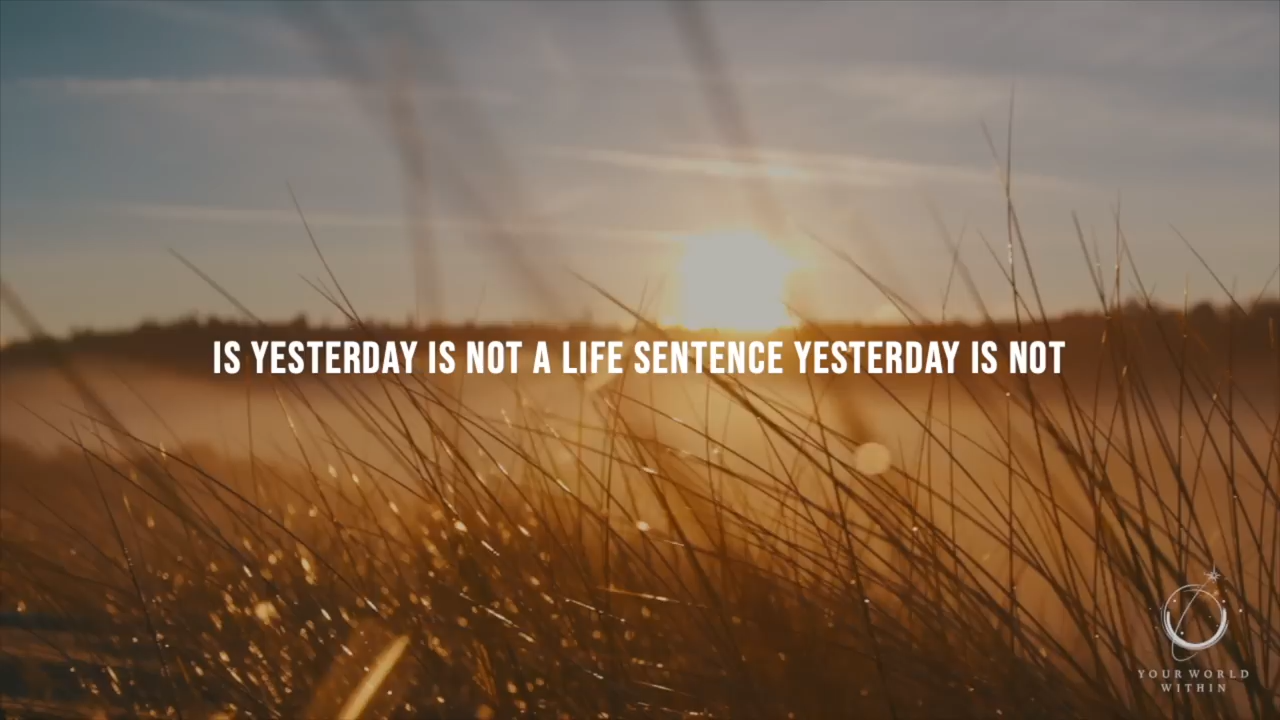 IS YESTERDAY IS NOT A LIFE SENTENCE YESTERDAY IS NOT
YOUR WORLD
WITHIN